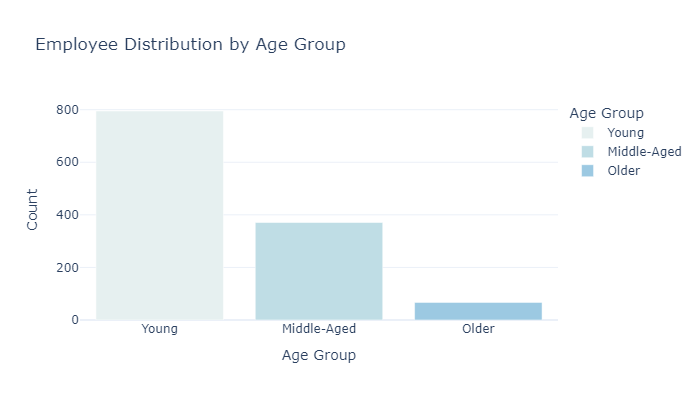 Employee Distribution by Age Group
Count
800
600
400
200
0
Young
Middle-Aged
Older
Age Group
Age Group
Young
Middle-Aged
Older